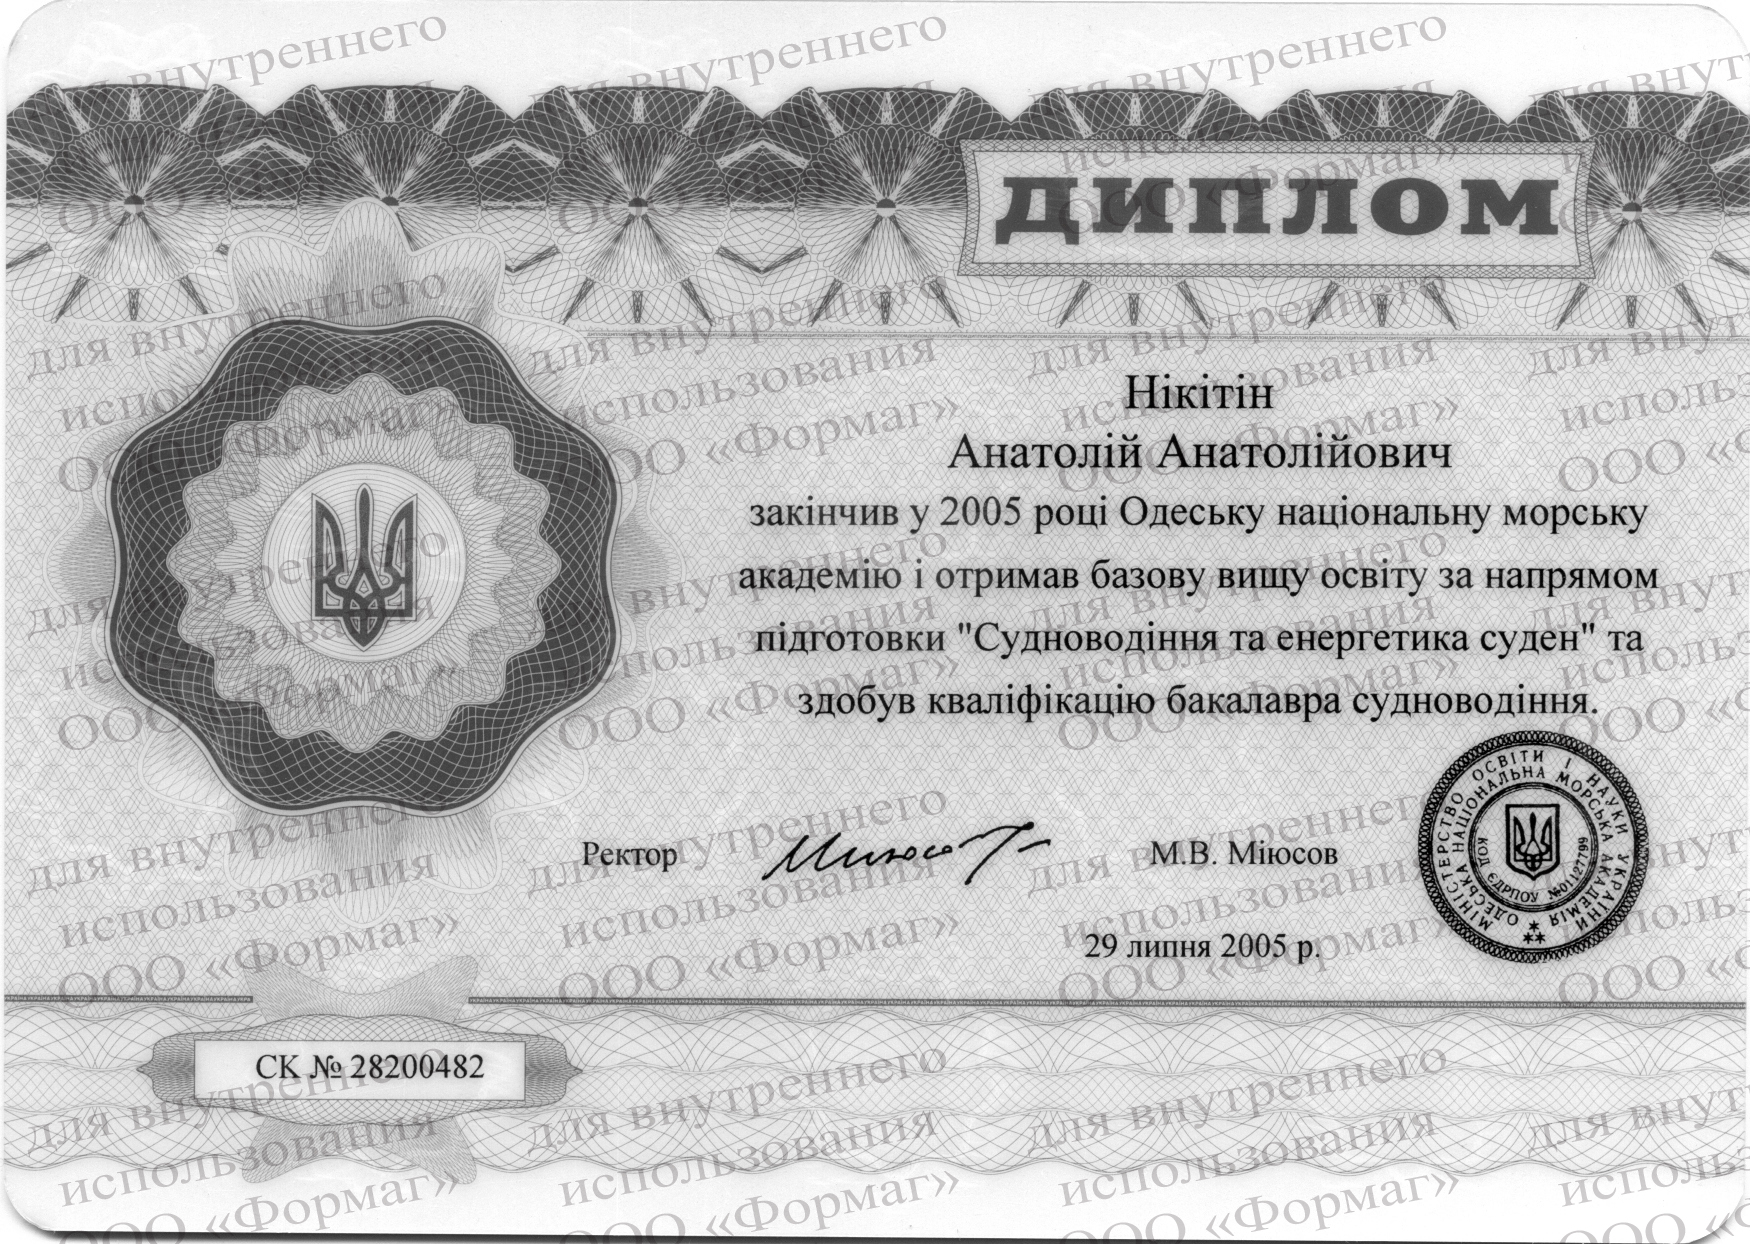 ДИПЛОМ
Нікітін
Анатолій Анатолійович
закінчив у 2005 році Одеську національну морську
академію і отримав базову вищу освіту за напрямом
підготовки "Судноводіння та енергетика суден" та
здобув кваліфікацію бакалавра судноводіння.
Ректор
М.В. Міюсов
МІНІСТЕРСТВО ОСВІТИ І НАУКИ УКРАЇНИ
ОДЕСЬКА НАЦІОНАЛЬНА МОРСЬКА АКАДЕМІЯ
КОД ЄДРПОУ №01127799
29 липня 2005 р.
СК № 28200482
для внутреннего
использования
ООО «Формаг»